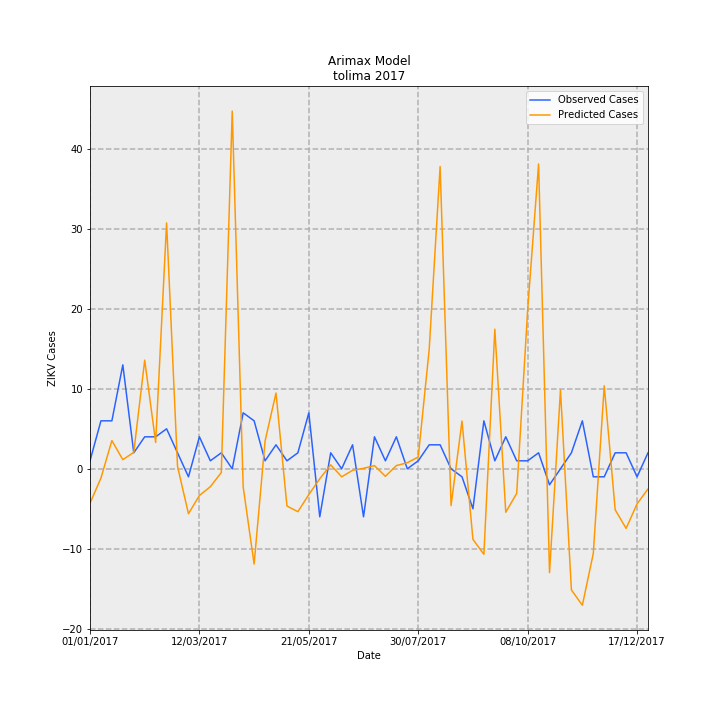 Arimax Model
tolima 2017
Observed Cases
Predicted Cases
ZIKV Cases
40
30
20
10
0
−10
−20
01/01/2017 12/03/2017 21/05/2017 30/07/2017 08/10/2017 17/12/2017
Date